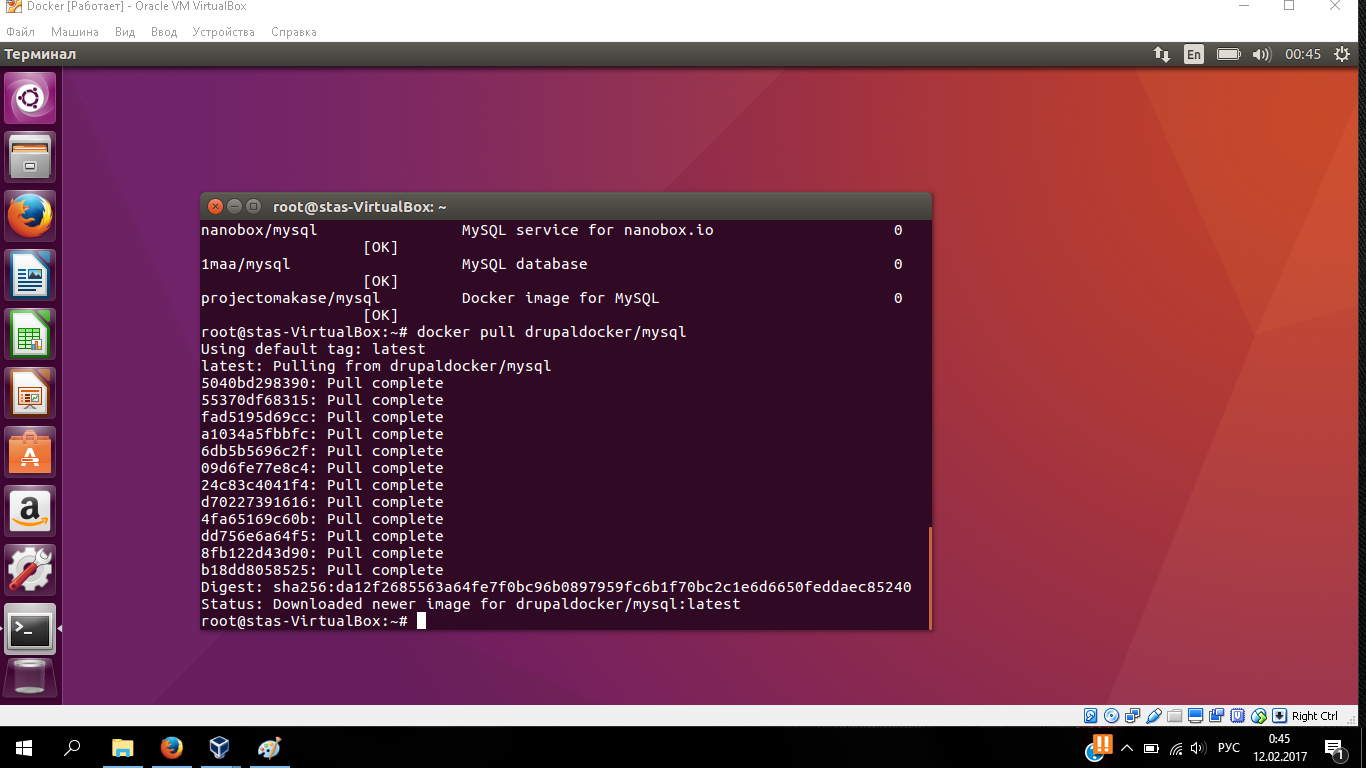 Docker [Работает] - Oracle VM VirtualBox
Файл Машина Вид Ввод Устройства Справка
Терминал
En
00:45
root@stas-VirtualBox: ~
nanobox/mysql MySQL service for nanobox.io 0
[OK]
1maa/mysql MySQL database 0
[OK]
projectomakase/mysql Docker image for MySQL 0
[OK]
root@stas-VirtualBox:~# docker pull drupaldocker/mysql
Using default tag: latest
latest: Pulling from drupaldocker/mysql
5040bd298390: Pull complete
55370df68315: Pull complete
fad5195d69cc: Pull complete
a1034a5fbbfc: Pull complete
6db5b5696c2f: Pull complete
09d6fe77e8c4: Pull complete
24c83c4041f4: Pull complete
d70227391616: Pull complete
4fa65169c60b: Pull complete
dd756e6a64f5: Pull complete
8fb122d43d90: Pull complete
b18dd8058525: Pull complete
Digest: sha256:da12f2685563a64fe7f0bc96b0897959fc6b1f70bc2c1e6d6650feddaec85240
Status: Downloaded newer image for drupaldocker/mysql:latest
root@stas-VirtualBox:~#
Right Ctrl
РУС
0:45
12.02.2017
1